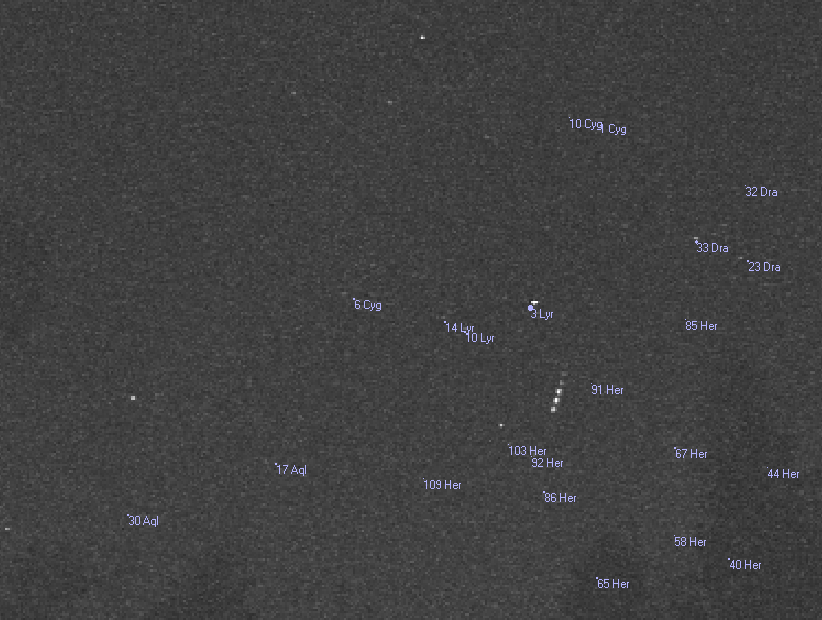 10 Cyg
1 Cyg
32 Dra
33 Dra
23 Dra
6 Cyg
3 Lyr
14 Lyr
10 Lyr
85 Her
91 Her
103 Her
92 Her
67 Her
17 Aql
44 Her
109 Her
86 Her
30 Aql
58 Her
40 Her
65 Her